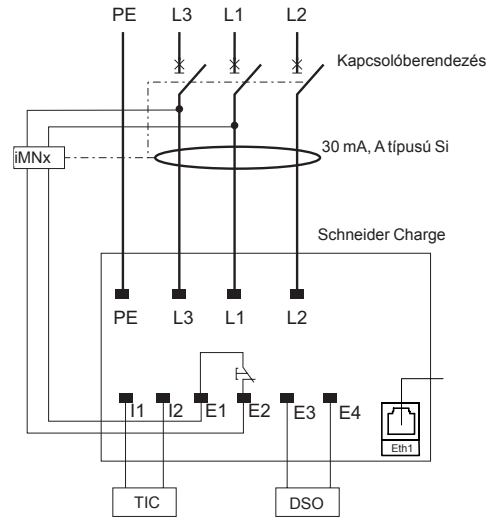 PE L3 L1 L2
Kapcsolóberendezés
iMNx
30 mA, A típusú Si
Schneider Charge
PE L3 L1 L2
I1 I2 E1 E2 E3 E4
Eth1
TIC DSO